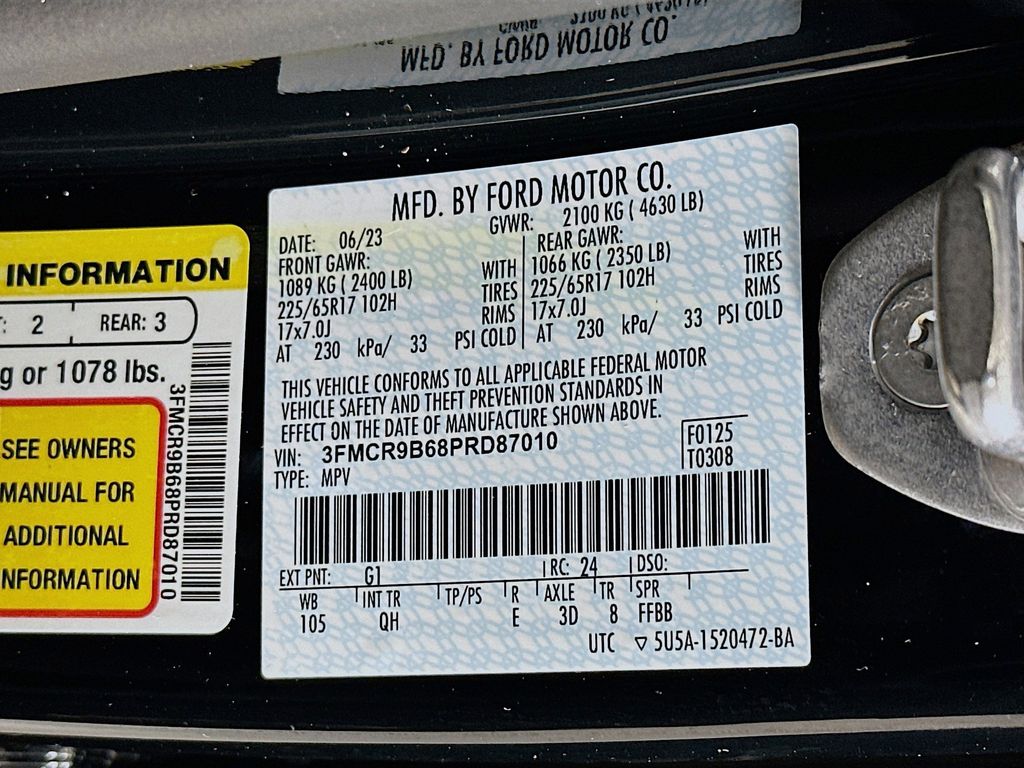 MFD. BY FORD MOTOR CO.
INFORMATION
: 2 REAR: 3
g or 1078 lbs.
SEE OWNERS
MANUAL FOR
ADDITIONAL
NFORMATION
3FMCR9B68PRD87010
MFD. BY FORD MOTOR CO.
DATE: 06/23 GVWR: 2100 KG ( 4630 LB)
FRONT GAWR: REAR GAWR:
1089 KG ( 2400 LB) WITH 1066 KG ( 2350 LB) WITH
225/65R17 102H TIRES 225/65R17 102H TIRES
17x7.0J RIMS 17x7.0J RIMS
AT 230 kPa/ 33 PSI COLD AT 230 kPa/ 33 PSI COLD
THIS VEHICLE CONFORMS TO ALL APPLICABLE FEDERAL MOTOR
VEHICLE SAFETY AND THEFT PREVENTION STANDARDS IN
EFFECT ON THE DATE OF MANUFACTURE SHOWN ABOVE.
VIN: 3FMCR9B68PRD87010 F0125
TYPE: MPV T0308
EXT PNT: G1 RC: 24 DSO:
WB INT TR TP/PS R AXLE TR SPR
105 QH E 3D 8 FFBB
UTC ▽ 5U5A-1520472-BA